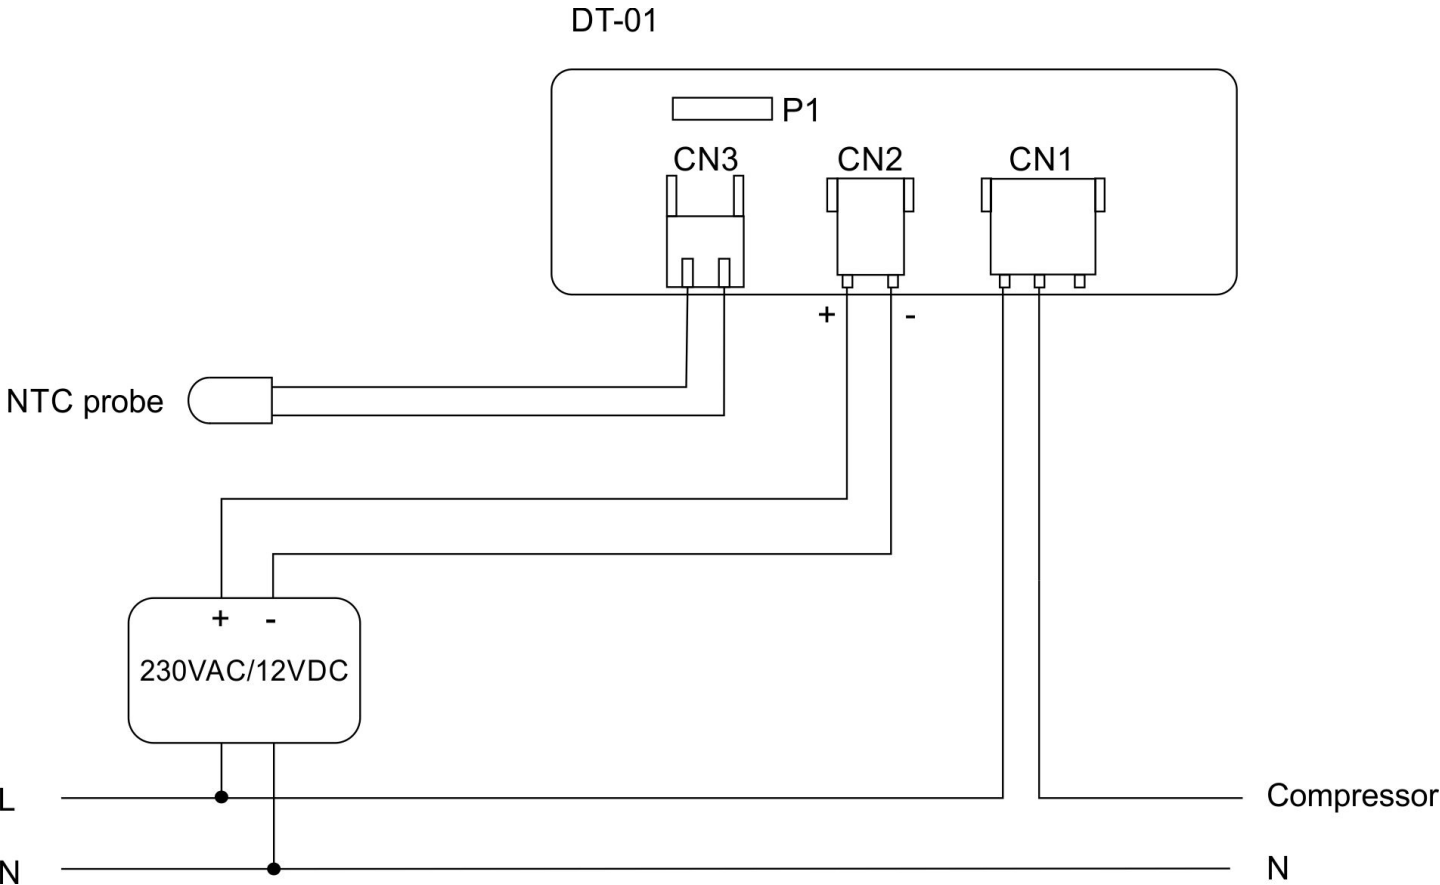 DT-01
P1
CN3
CN2
CN1
+
-
NTC probe
+
-
230VAC/12VDC
L
Compressor
N
N